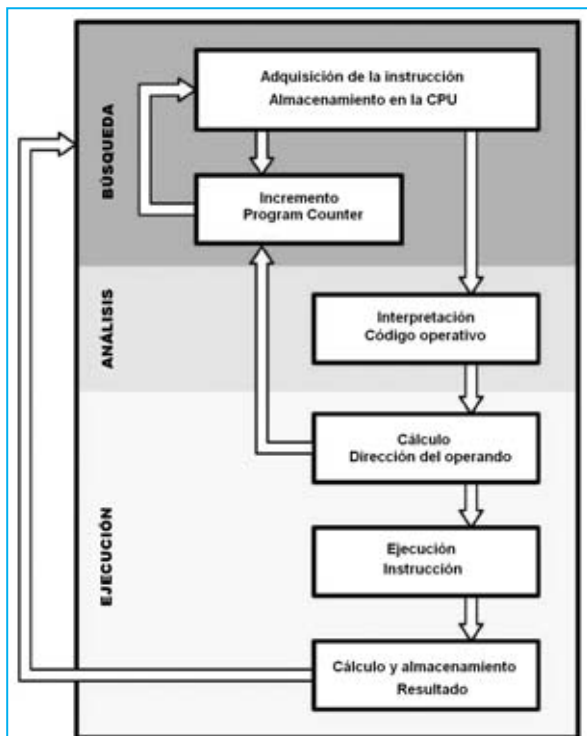 BÚSQUEDA
Adquisición de la instrucción
Almacenamiento en la CPU
Incremento
Program Counter
ANÁLISIS
Interpretación
Código operativo
EJECUCIÓN
Cálculo
Dirección del operando
Ejecución
Instrucción
Cálculo y almacenamiento
Resultado